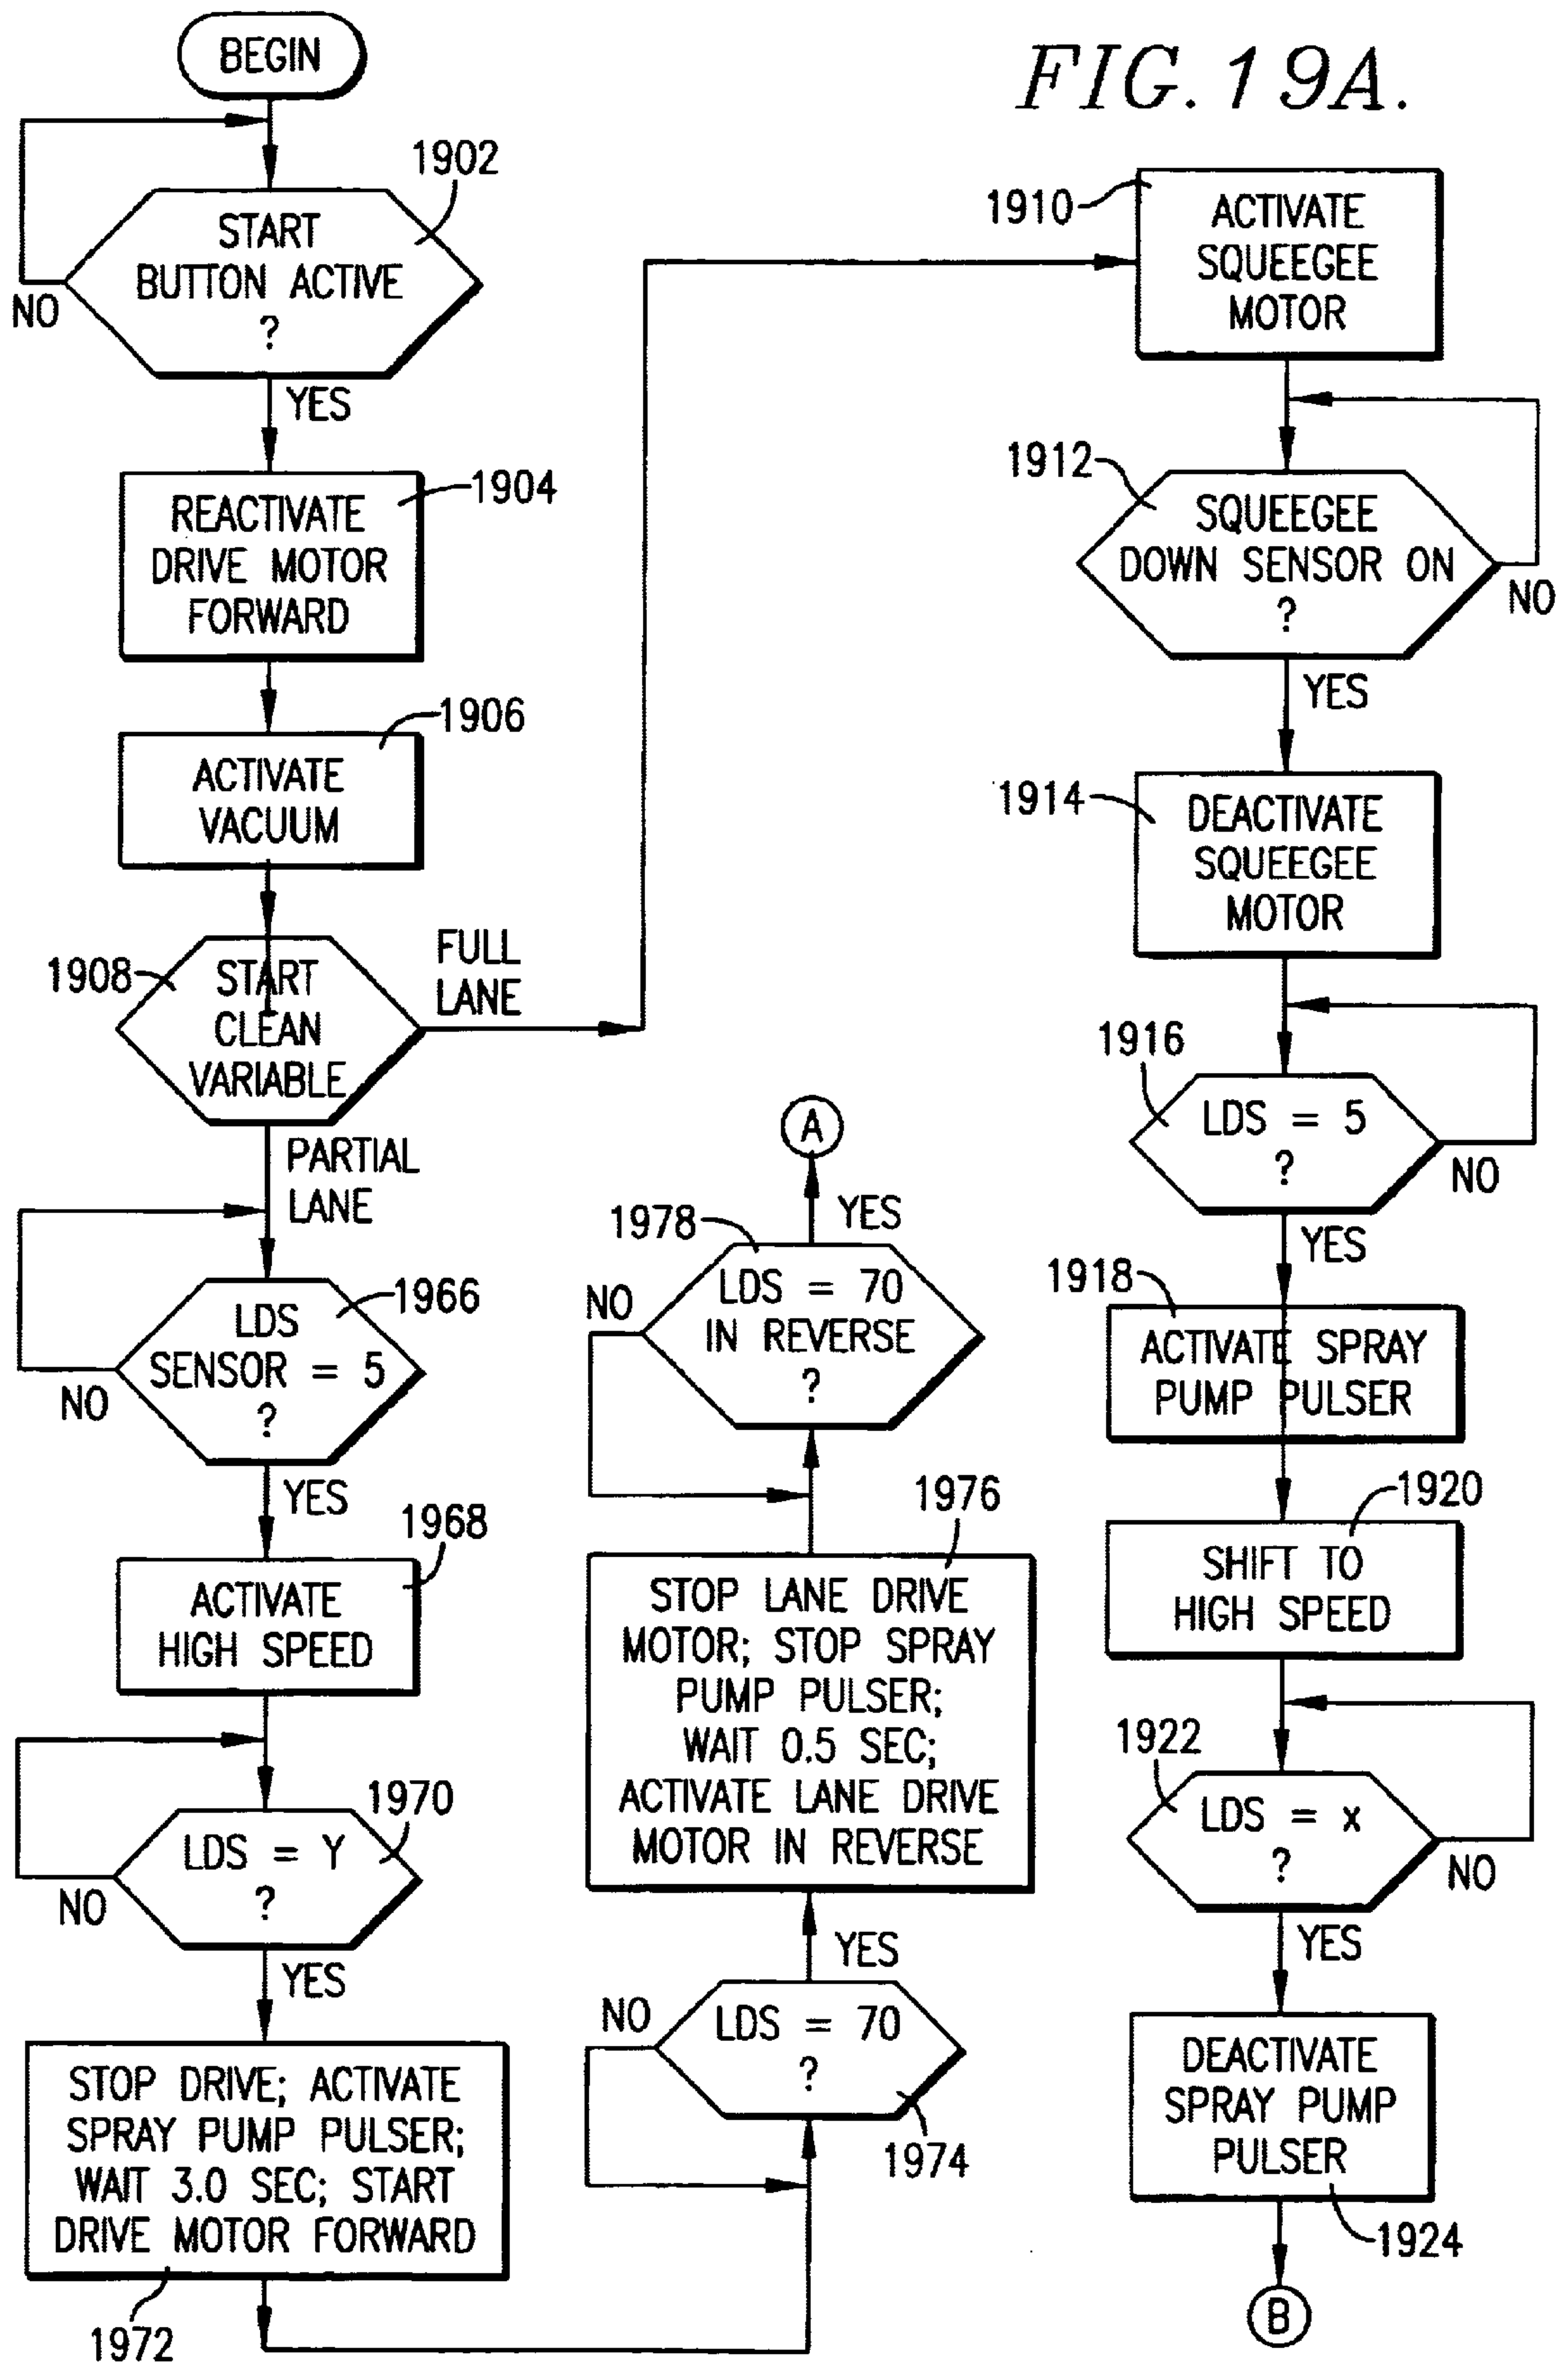 FIG. 19A.
BEGIN
1902
START
BUTTON ACTIVE
?
NO
YES
1904
REACTIVATE
DRIVE MOTOR
FORWARD
1906
ACTIVATE
VACUUM
1908
START
CLEAN
VARIABLE
FULL
LANE
PARTIAL
LANE
1966
LDS
SENSOR = 5
?
NO
YES
1968
ACTIVATE
HIGH SPEED
1970
LDS = Y
?
NO
YES
STOP DRIVE; ACTIVATE
SPRAY PUMP PULSER;
WAIT 3.0 SEC; START
DRIVE MOTOR FORWARD
1972
A
YES
1978
LDS = 70
IN REVERSE
?
NO
1976
STOP LANE DRIVE
MOTOR; STOP SPRAY
PUMP PULSER;
WAIT 0.5 SEC;
ACTIVATE LANE DRIVE
MOTOR IN REVERSE
YES
NO
LDS = 70
?
1974
1910
ACTIVATE
SQUEEGEE
MOTOR
1912
SQUEEGEE
DOWN SENSOR ON
?
NO
YES
1914
DEACTIVATE
SQUEEGEE
MOTOR
1916
LDS = 5
?
NO
YES
1918
ACTIVATE SPRAY
PUMP PULSER
1920
SHIFT TO
HIGH SPEED
1922
LDS = x
?
NO
YES
DEACTIVATE
SPRAY PUMP
PULSER
1924
B